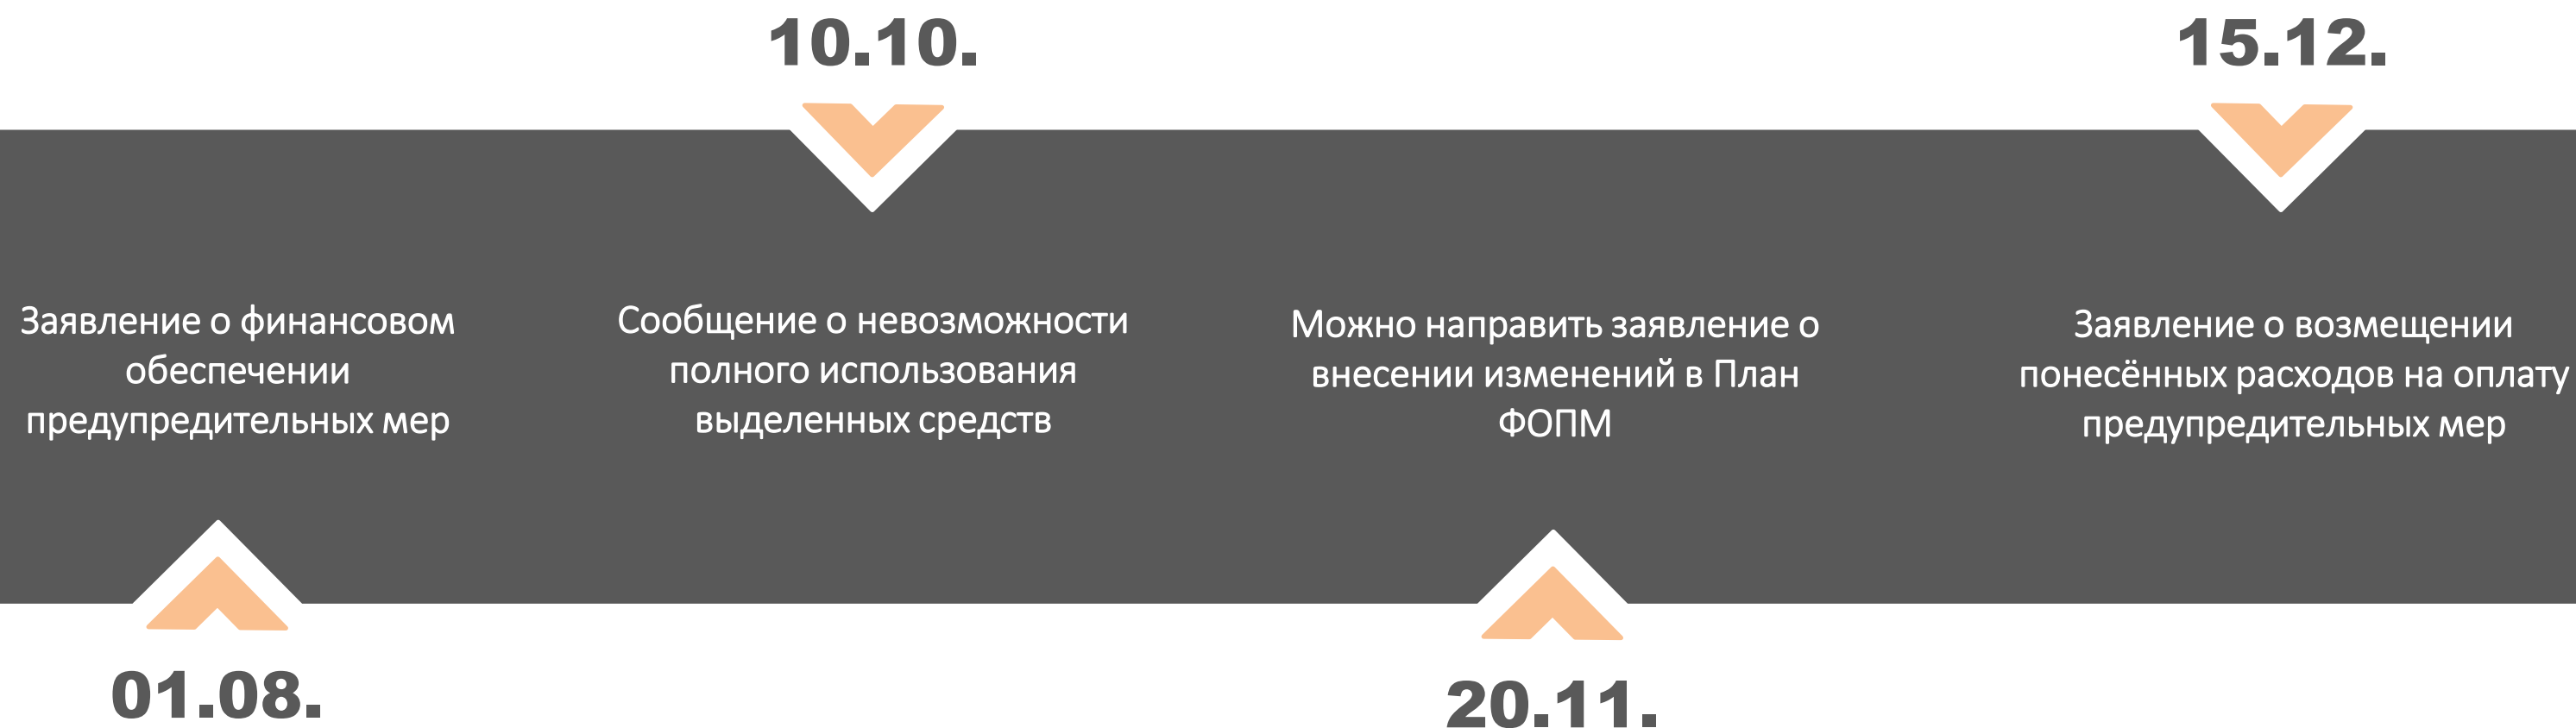 10.10.
15.12.
Заявление о финансовом
обеспечении
предупредительных мер
Сообщение о невозможности
полного использования
выделенных средств
Можно направить заявление о
внесении изменений в План
ФОПМ
Заявление о возмещении
понесённых расходов на оплату
предупредительных мер
01.08.
20.11.